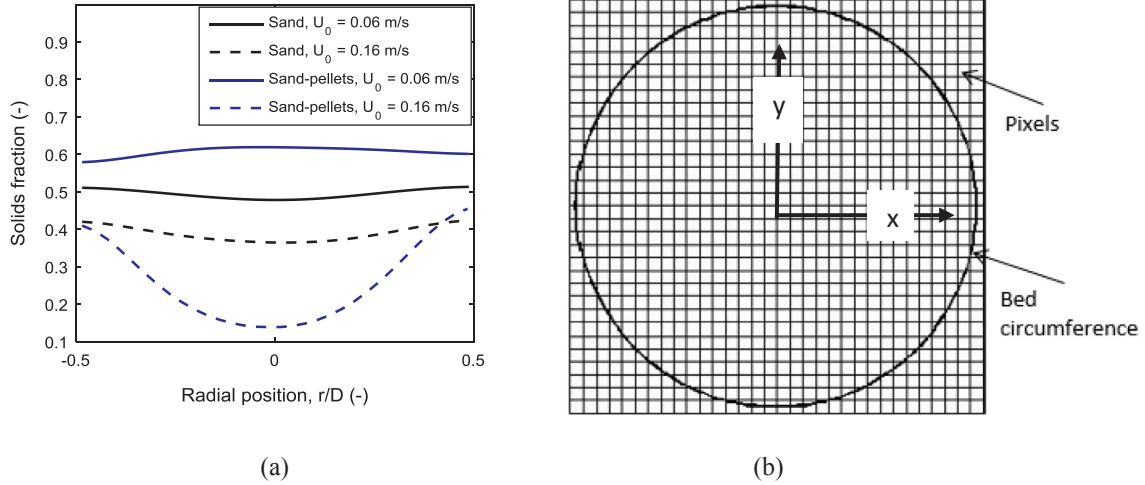 Solids fraction (-)
0.9
0.8
0.7
0.6
0.5
0.4
0.3
0.2
0.1
-0.5
0
0.5
Radial position, r/D (-)
Sand, U0 = 0.06 m/s
Sand, U0 = 0.16 m/s
Sand-pellets, U0 = 0.06 m/s
Sand-pellets, U0 = 0.16 m/s
(a)
y
x
Pixels
Bed
circumference
(b)